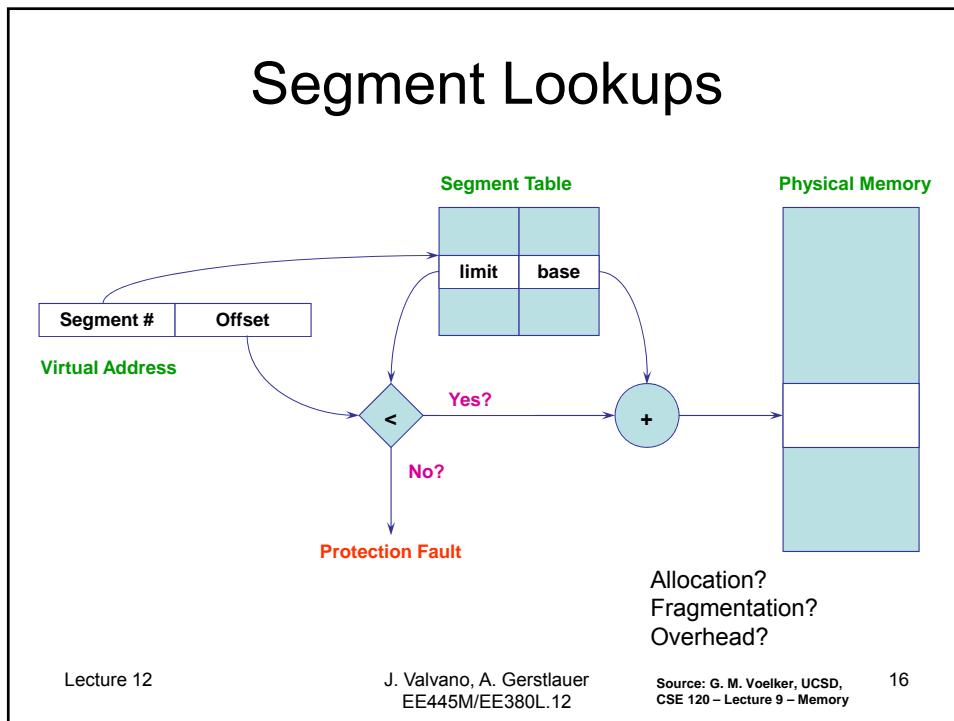 Segment Lookups
Segment Table
Physical Memory
limit
base
Segment #
Offset
Virtual Address
<
Yes?
+
No?
Protection Fault
Allocation?
Fragmentation?
Overhead?
Lecture 12
J. Valvano, A. Gerstlauer
EE445M/EE380L.12
Source: G. M. Voelker, UCSD,
CSE 120 – Lecture 9 – Memory
16